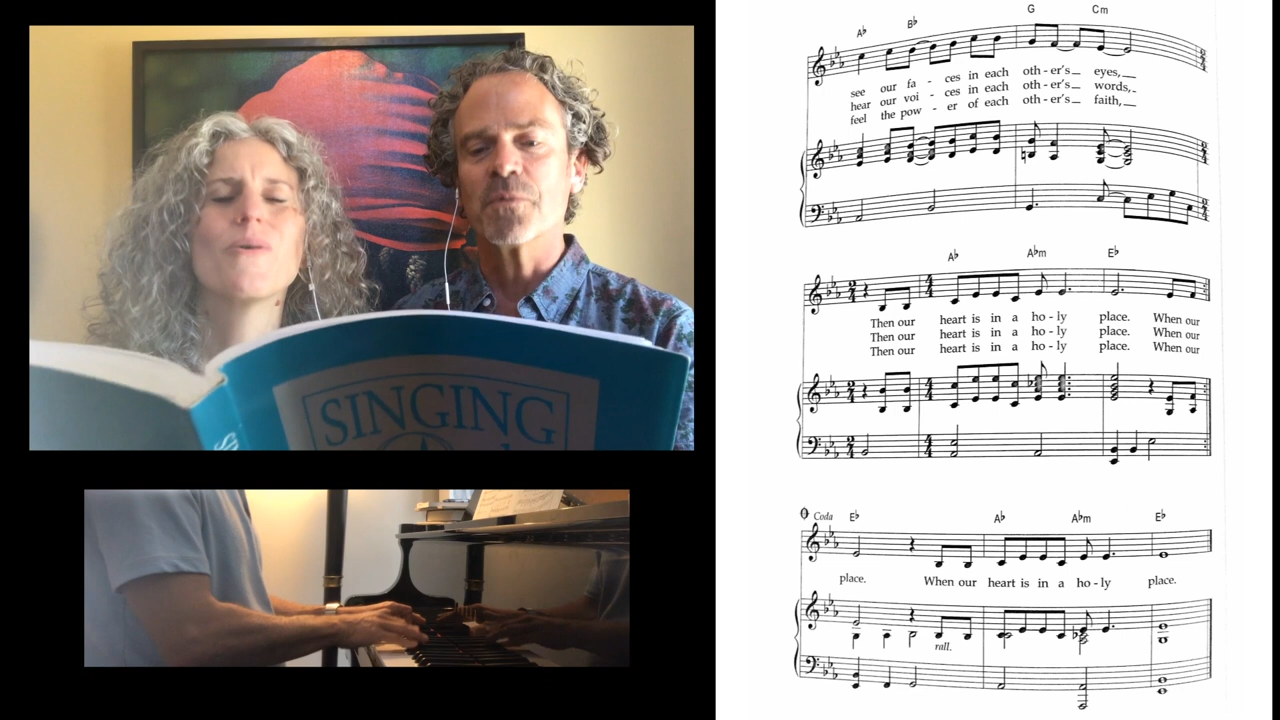 SINGING
A♭ B♭ G Cm
see our fa - ces in each oth - er's eyes,
hear our voi - ces in each oth - er's words,
feel the pow - er of each oth - er's faith,
A♭ A♭m E♭
Then our heart is in a ho - ly place. When our
Then our heart is in a ho - ly place. When our
Then our heart is in a ho - ly place. When our
Coda E♭ A♭ A♭m E♭
place. When our heart is in a ho - ly place.
rall.